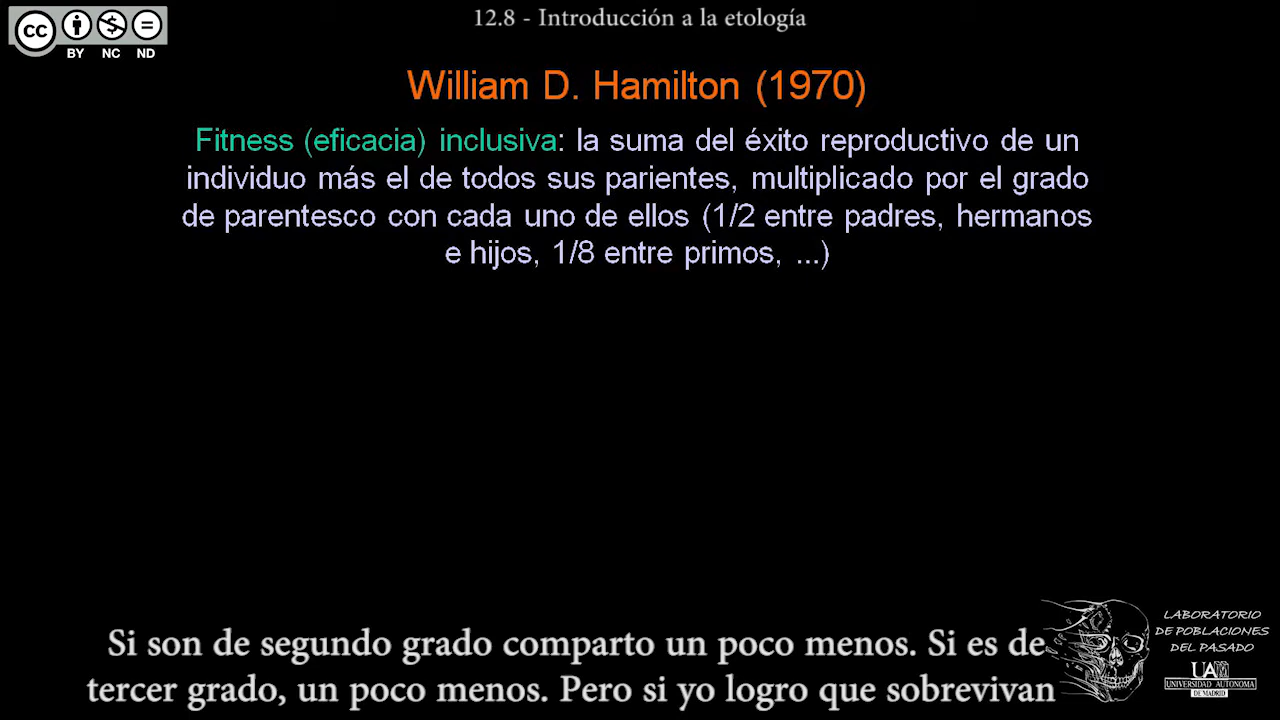 12.8 - Introducción a la etología
CC
BY NC ND
William D. Hamilton (1970)
Fitness (eficacia) inclusiva: la suma del éxito reproductivo de un
individuo más el de todos sus parientes, multiplicado por el grado
de parentesco con cada uno de ellos (1/2 entre padres, hermanos
e hijos, 1/8 entre primos, ...)
Si son de segundo grado comparto un poco menos. Si es de
tercer grado, un poco menos. Pero si yo logro que sobrevivan
LABORATORIO
DE POBLACIONES
DEL PASADO
UAM
UNIVERSIDAD AUTONOMA
DE MADRID